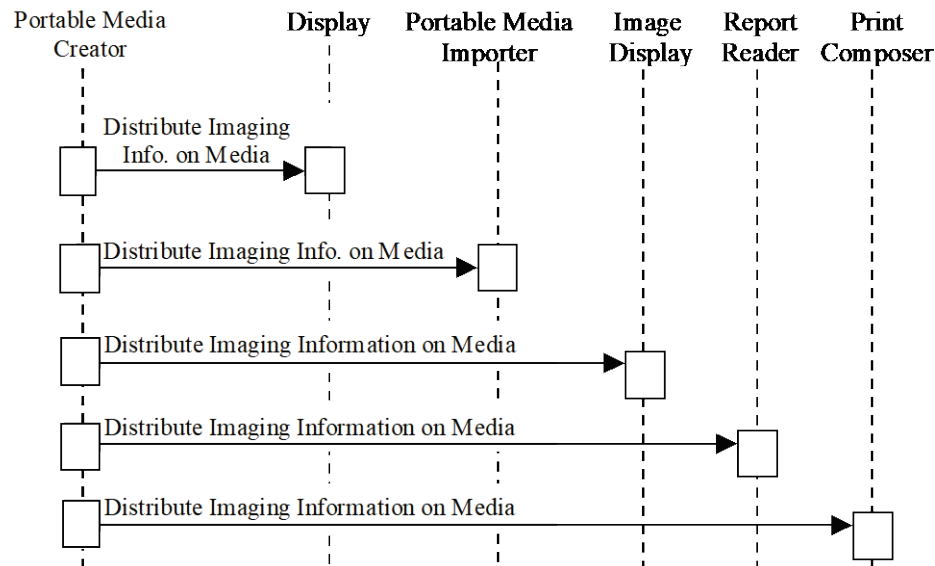 Portable Media
Creator
Display
Portable Media
Importer
Image
Display
Report
Reader
Print
Composer
Distribute Imaging
Info. on Media
Distribute Imaging Info. on Media
Distribute Imaging Information on Media
Distribute Imaging Information on Media
Distribute Imaging Information on Media